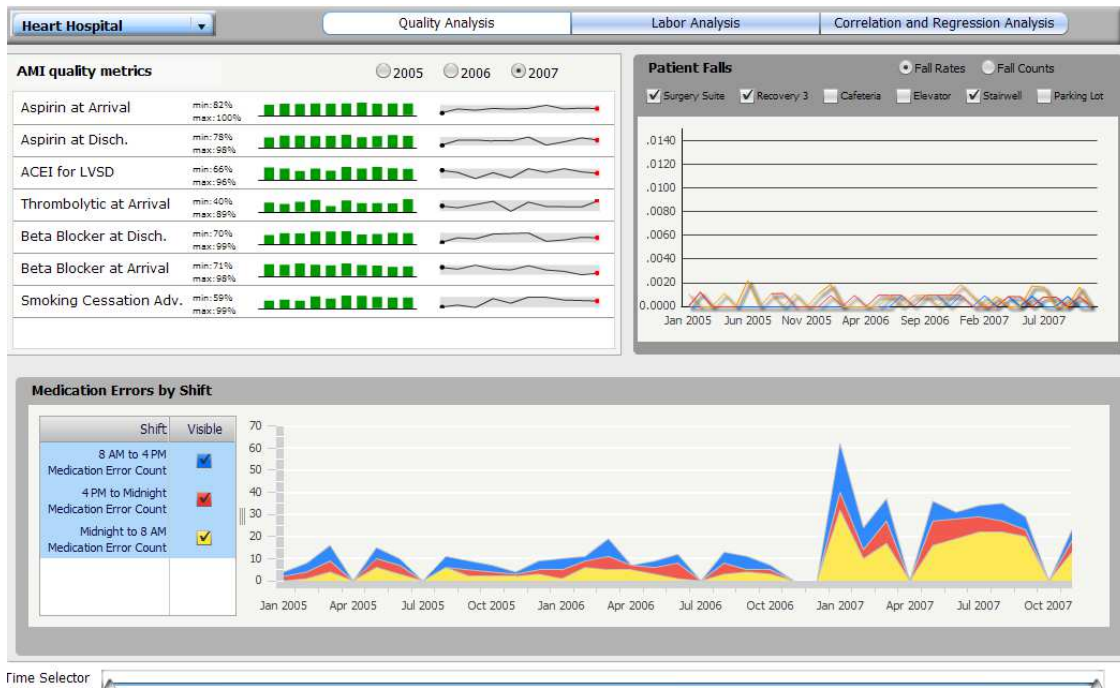 Heart Hospital
Quality Analysis
Labor Analysis
Correlation and Regression Analysis
AMI quality metrics
2005 2006 2007
Aspirin at Arrival min:82% max:100%
Aspirin at Disch. min:78% max:98%
ACEI for LVSD min:66% max:96%
Thrombolytic at Arrival min:40% max:89%
Beta Blocker at Disch. min:70% max:99%
Beta Blocker at Arrival min:71% max:98%
Smoking Cessation Adv. min:59% max:99%
Patient Falls
Fall Rates Fall Counts
Surgery Suite Recovery 3 Cafeteria Elevator Stairwell Parking Lot
.0140
.0120
.0100
.0080
.0060
.0040
.0020
0.0000
Jan 2005 Jun 2005 Nov 2005 Apr 2006 Sep 2006 Feb 2007 Jul 2007
Medication Errors by Shift
Shift Visible
8 AM to 4 PM
Medication Error Count
4 PM to Midnight
Medication Error Count
Midnight to 8 AM
Medication Error Count
70
60
50
40
30
20
10
0
Jan 2005 Apr 2005 Jul 2005 Oct 2005 Jan 2006 Apr 2006 Jul 2006 Oct 2006 Jan 2007 Apr 2007 Jul 2007 Oct 2007
Time Selector